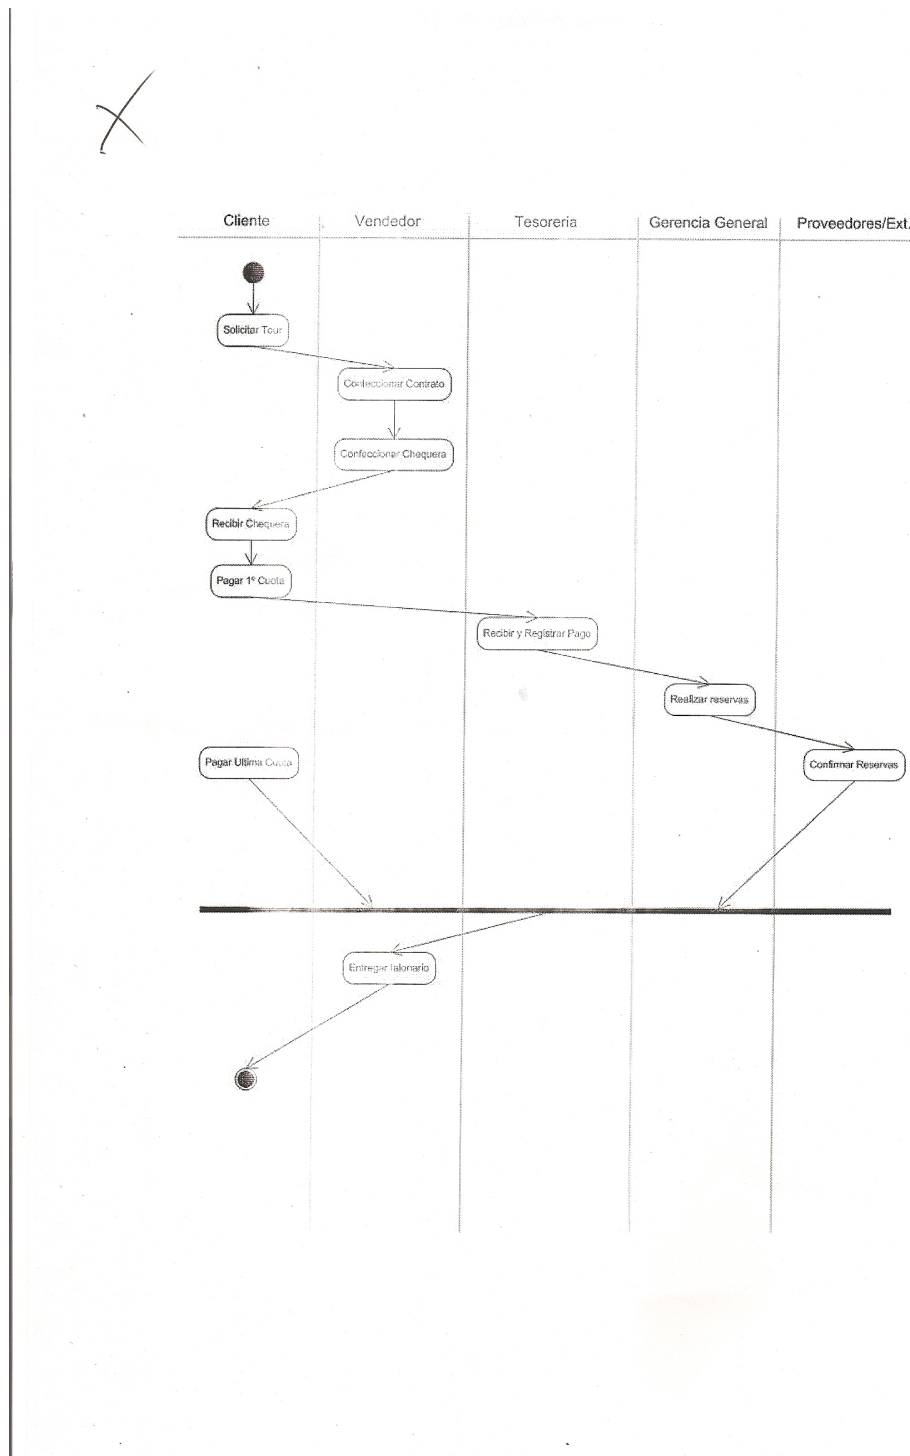 Cliente Vendedor Tesoreria Gerencia General Proveedores/Ext.
Solicitar Tour
Confeccionar Contrato
Confeccionar Chequera
Recibir Chequera
Pagar 1º Cuota
Recibir y Registrar Pago
Realizar reservas
Pagar Ultima Cuota
Confirmar Reservas
Entregar talonario